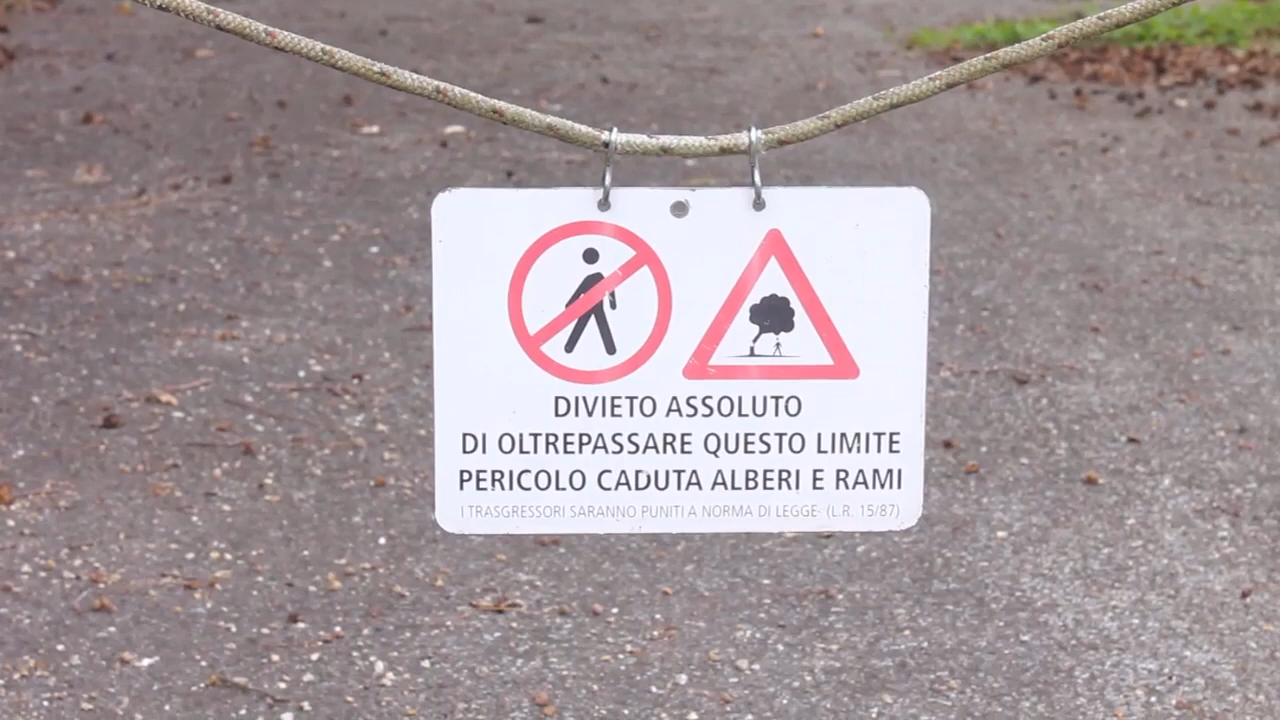 DIVIETO ASSOLUTO
DI OLTREPASSARE QUESTO LIMITE
PERICOLO CADUTA ALBERI E RAMI
I TRASGRESSORI SARANNO PUNITI A NORMA DI LEGGE (L.R. 15/87)